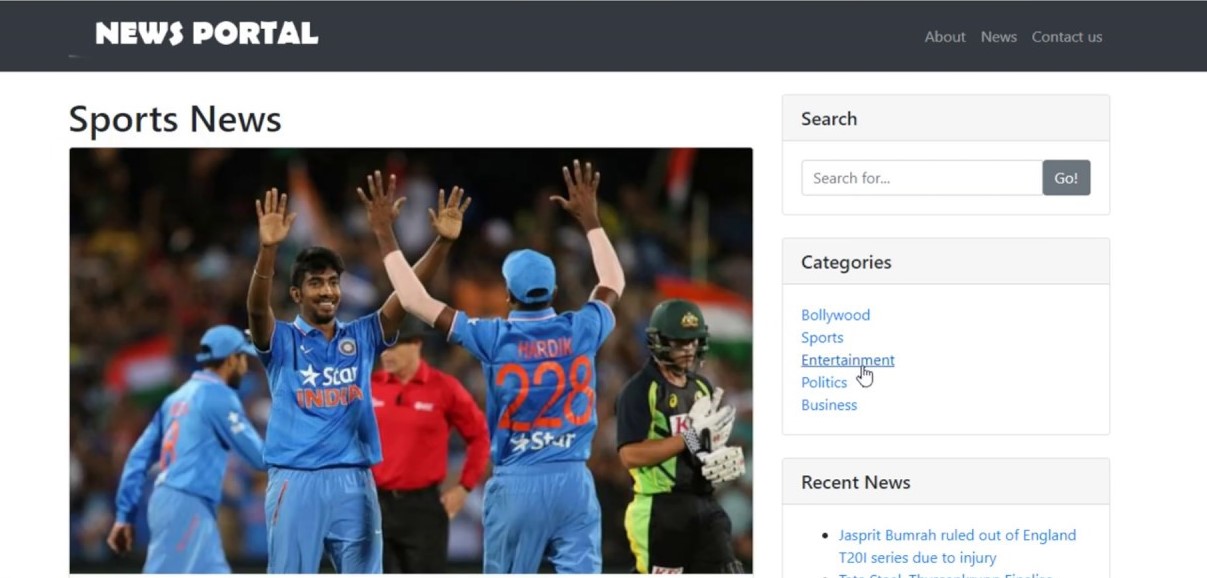 NEWS PORTAL
About News Contact us
Sports News
Search
Search for...
Go!
Categories
Bollywood
Sports
Entertainment
Politics
Business
Recent News
Jasprit Bumrah ruled out of England
T20I series due to injury
Star
INDIA
HARDIK
228
Star